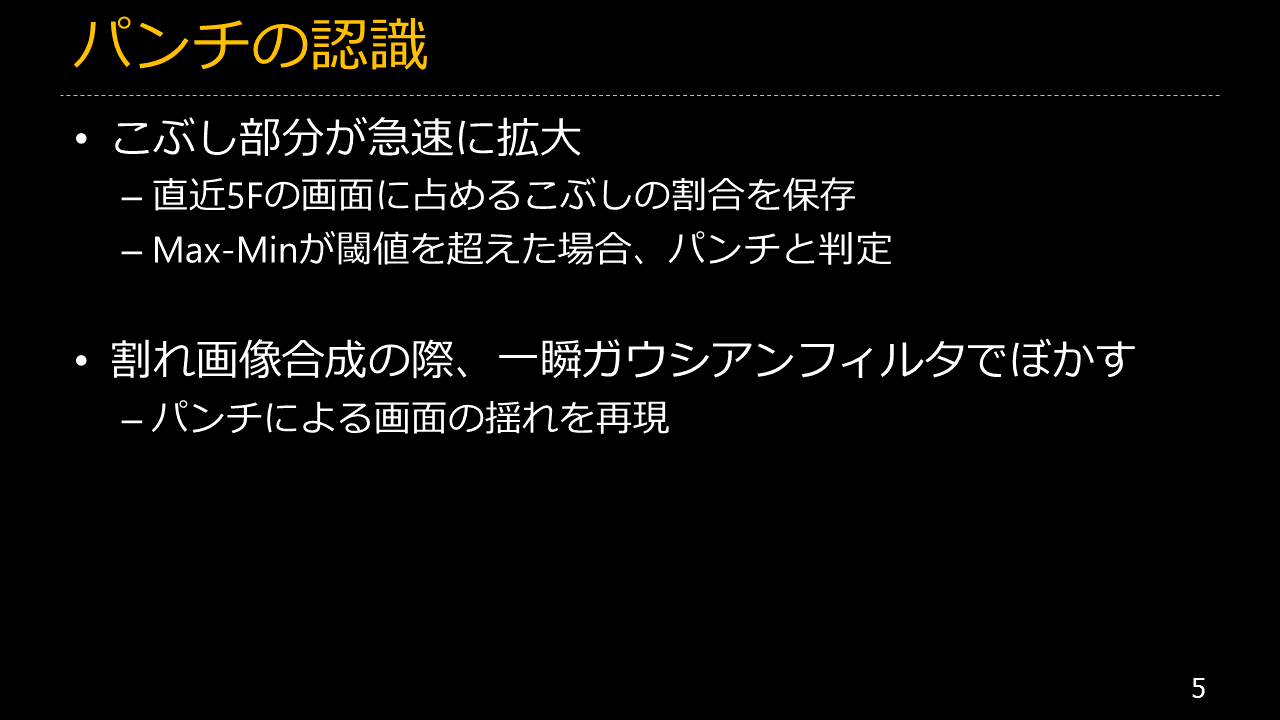 パンチの認識
• こぶし部分が急速に拡大
– 直近5Fの画面に占めるこぶしの割合を保存
– Max-Minが閾値を超えた場合、パンチと判定
• 割れ画像合成の際、一瞬ガウシアンフィルタでぼかす
– パンチによる画面の揺れを再現
5